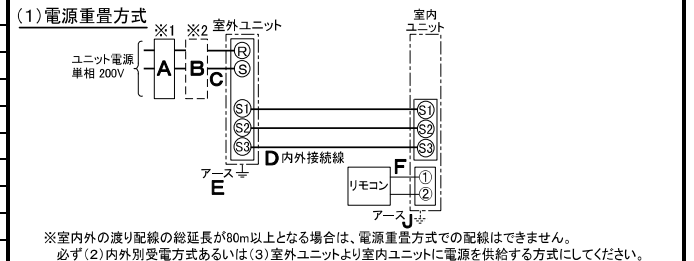 (1)電源重畳方式
※1 ※2 室外ユニット
室内
ユニット
ユニット電源
単相 200V
A B C
R
S
S1 S1
S2 S2
S3 S3
D 内外接続線
アース
E
リモコン
F
①
②
アース J
※室内外の渡り配線の総延長が80m以上となる場合は、電源重畳方式での配線はできません。
必ず(2)内外別受電方式あるいは(3)室外ユニットより室内ユニットに電源を供給する方式にしてください。